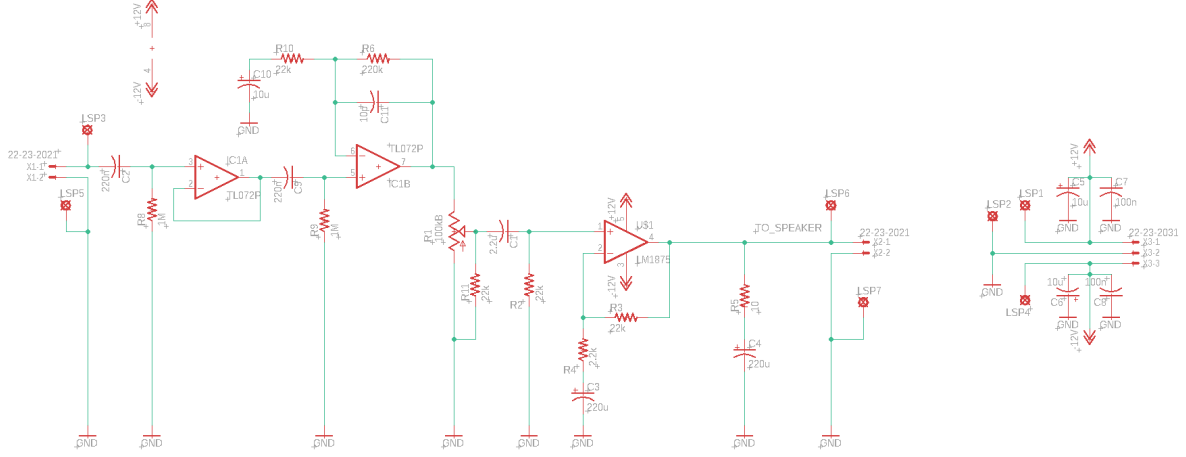 +12V
8
4
-12V
R10
22k
R6
220k
C10
10u
GND
10p
C11
LSP3
22-23-2021
X1-1
X1-2
220n
C2
LSP5
R8
1M
3
2
1
IC1A
TL072P
220n
C9
R9
1M
6
5
7
TL072P
IC1B
R1
100kB
R11
22k
2.2u
C1
R2
22k
+12V
5
U$1
1
2
4
LM1875
3
-12V
R3
22k
R4
2.2k
C3
220u
TO_SPEAKER
LSP6
22-23-2021
X2-1
X2-2
R5
10
C4
220u
LSP7
GND
GND
GND
GND
GND
GND
GND
GND
+12V
C5
10u
C7
100n
GND
GND
LSP2
LSP1
22-23-2031
X3-1
X3-2
X3-3
GND
LSP4
10u
C6
100n
C8
GND
GND
-12V